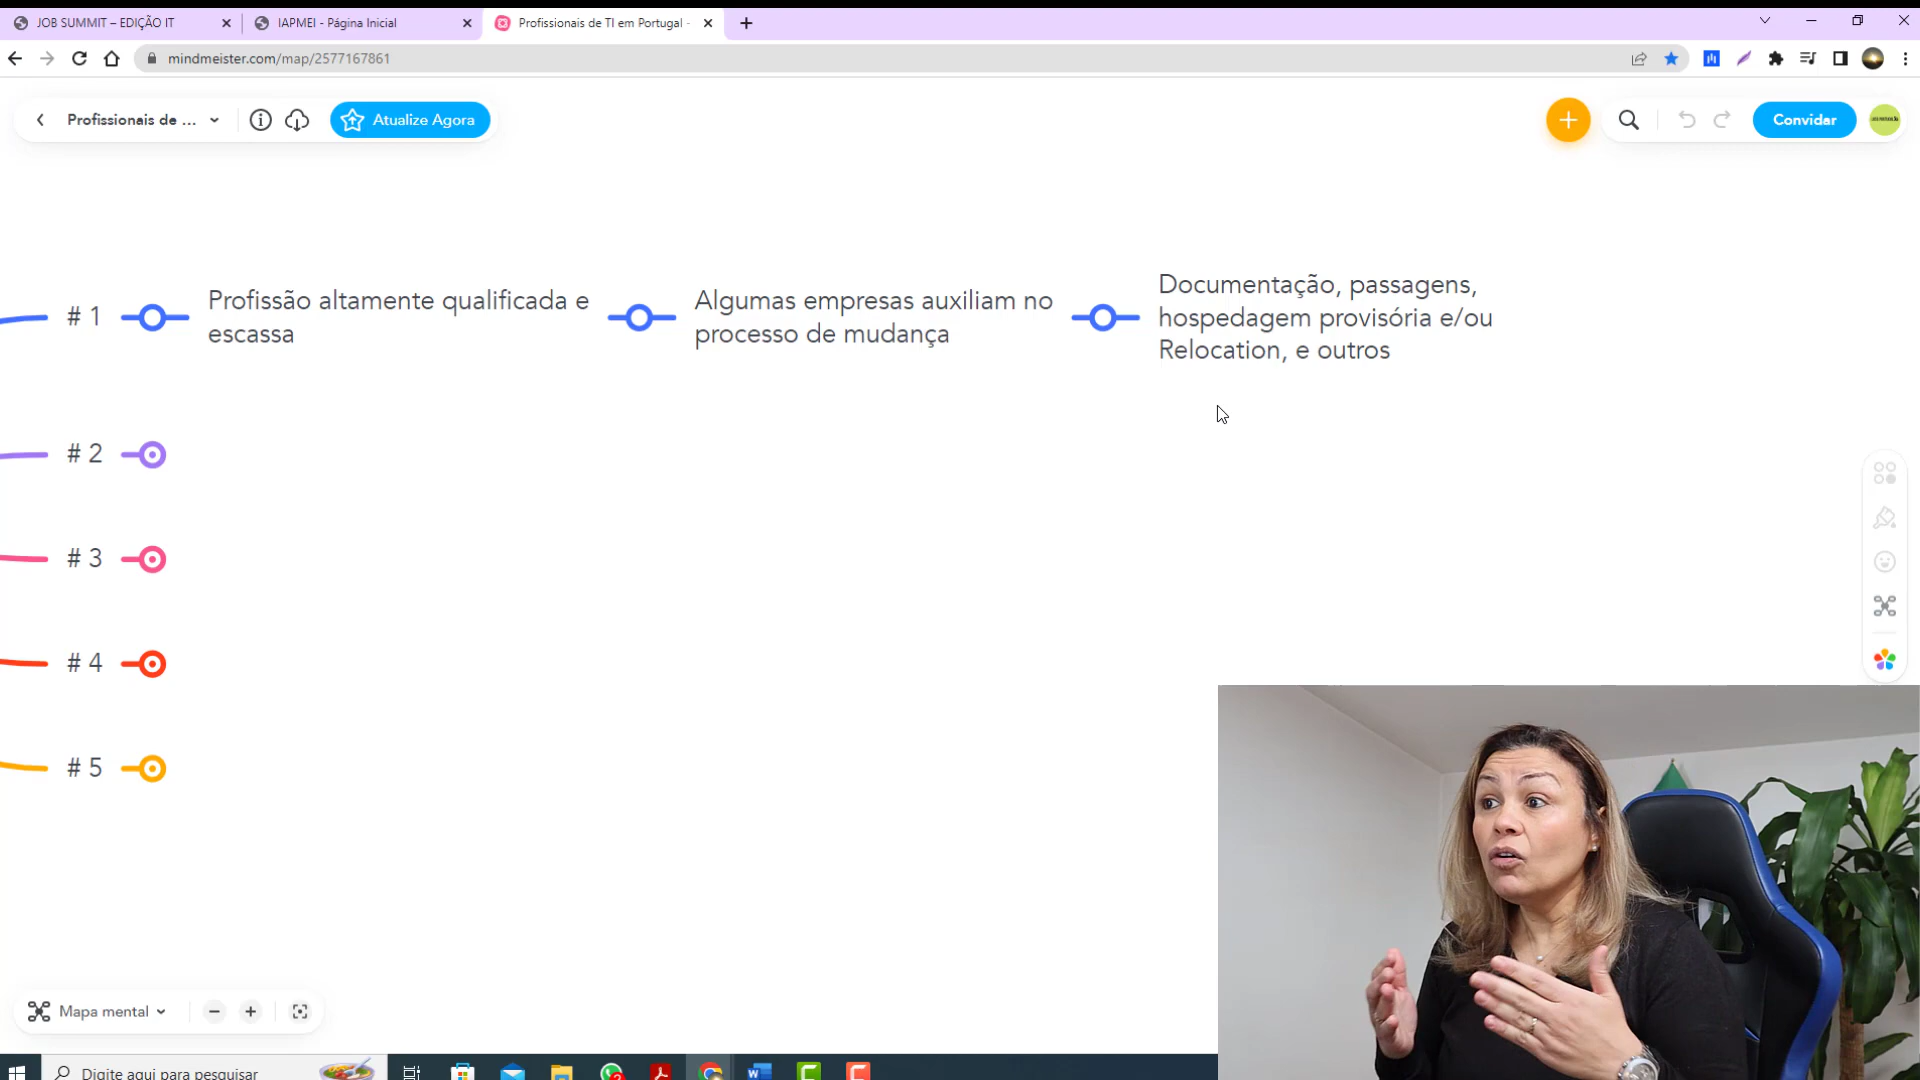 JOB SUMMIT – EDIÇÃO IT
IAPMEI - Página Inicial
Profissionais de TI em Portugal -
mindmeister.com/map/2577167861
Profissionais de ...
Atualize Agora
Convidar
# 1
Profissão altamente qualificada e
escassa
Algumas empresas auxiliam no
processo de mudança
Documentação, passagens,
hospedagem provisória e/ou
Relocation, e outros
# 2
# 3
# 4
# 5
Mapa mental
Digite aqui para pesquisar